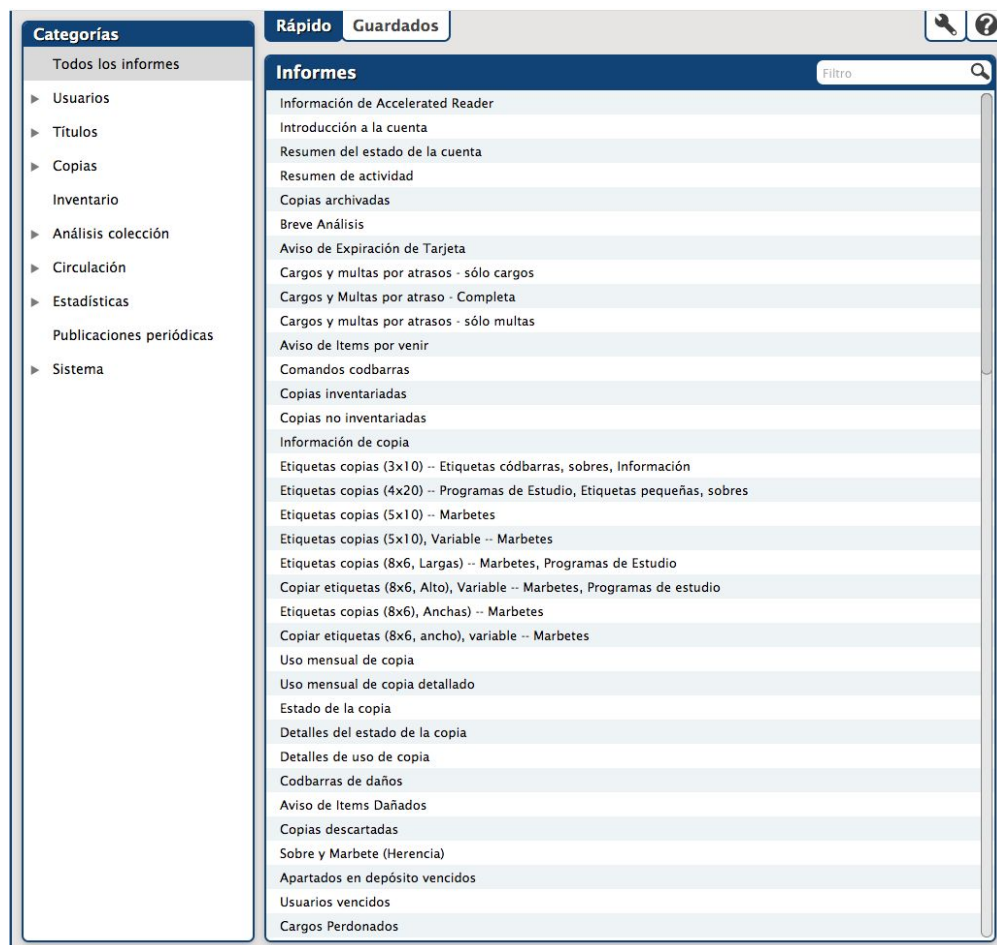 Categorías
Todos los informes
Usuarios
Títulos
Copias
Inventario
Análisis colección
Circulación
Estadísticas
Publicaciones periódicas
Sistema
Rápido
Guardados
Informes
Filtro
Información de Accelerated Reader
Introducción a la cuenta
Resumen del estado de la cuenta
Resumen de actividad
Copias archivadas
Breve Análisis
Aviso de Expiración de Tarjeta
Cargos y multas por atrasos - sólo cargos
Cargos y Multas por atraso - Completa
Cargos y multas por atrasos - sólo multas
Aviso de Items por venir
Comandos codbarras
Copias inventariadas
Copias no inventariadas
Información de copia
Etiquetas copias (3x10) -- Etiquetas códbarras, sobres, Información
Etiquetas copias (4x20) -- Programas de Estudio, Etiquetas pequeñas, sobres
Etiquetas copias (5x10) -- Marbetes
Etiquetas copias (5x10), Variable -- Marbetes
Etiquetas copias (8x6, Largas) -- Marbetes, Programas de Estudio
Copiar etiquetas (8x6, Alto), Variable -- Marbetes, Programas de estudio
Etiquetas copias (8x6), Anchas) -- Marbetes
Copiar etiquetas (8x6, ancho), variable -- Marbetes
Uso mensual de copia
Uso mensual de copia detallado
Estado de la copia
Detalles del estado de la copia
Detalles de uso de copia
Codbarras de daños
Aviso de Items Dañados
Copias descartadas
Sobre y Marbete (Herencia)
Apartados en depósito vencidos
Usuarios vencidos
Cargos Perdonados